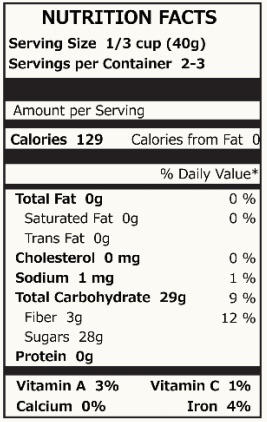 NUTRITION FACTS
Serving Size 1/3 cup (40g)
Servings per Container 2-3
Amount per Serving
Calories 129 Calories from Fat 0
% Daily Value*
Total Fat 0g 0 %
Saturated Fat 0g 0 %
Trans Fat 0g
Cholesterol 0 mg 0 %
Sodium 1 mg 1 %
Total Carbohydrate 29g 9 %
Fiber 3g 12 %
Sugars 28g
Protein 0g
Vitamin A 3% Vitamin C 1%
Calcium 0% Iron 4%